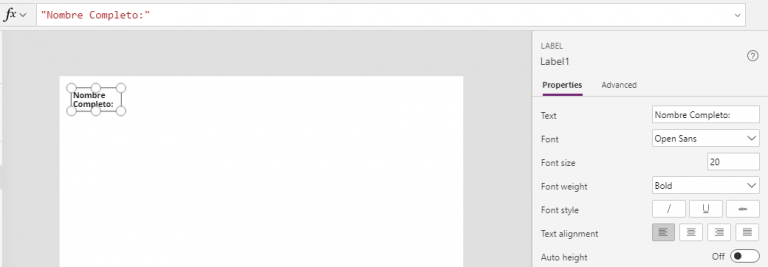 fx "Nombre Completo:"
Nombre
Completo:
LABEL
Label1
Properties Advanced
Text Nombre Completo:
Font Open Sans
Font size 20
Font weight Bold
Font style / U abc
Text alignment
Auto height Off